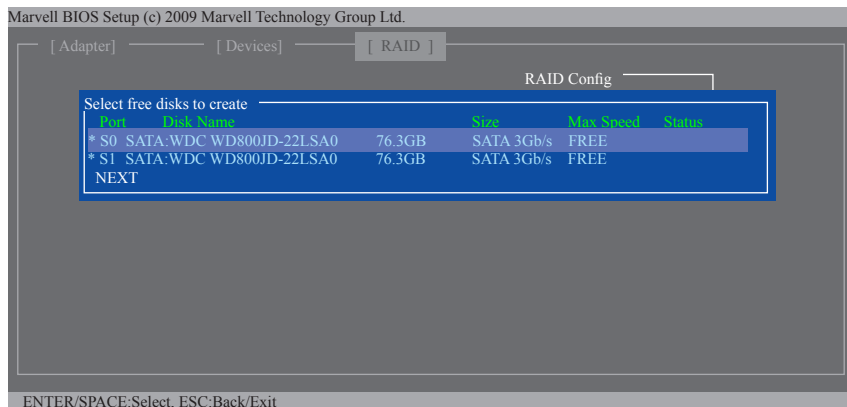 Marvell BIOS Setup (c) 2009 Marvell Technology Group Ltd.
[ Adapter] [ Devices] [ RAID ]
RAID Config
Select free disks to create
Port Disk Name Size Max Speed Status
* S0 SATA:WDC WD800JD-22LSA0 76.3GB SATA 3Gb/s FREE
* S1 SATA:WDC WD800JD-22LSA0 76.3GB SATA 3Gb/s FREE
NEXT
ENTER/SPACE:Select, ESC:Back/Exit